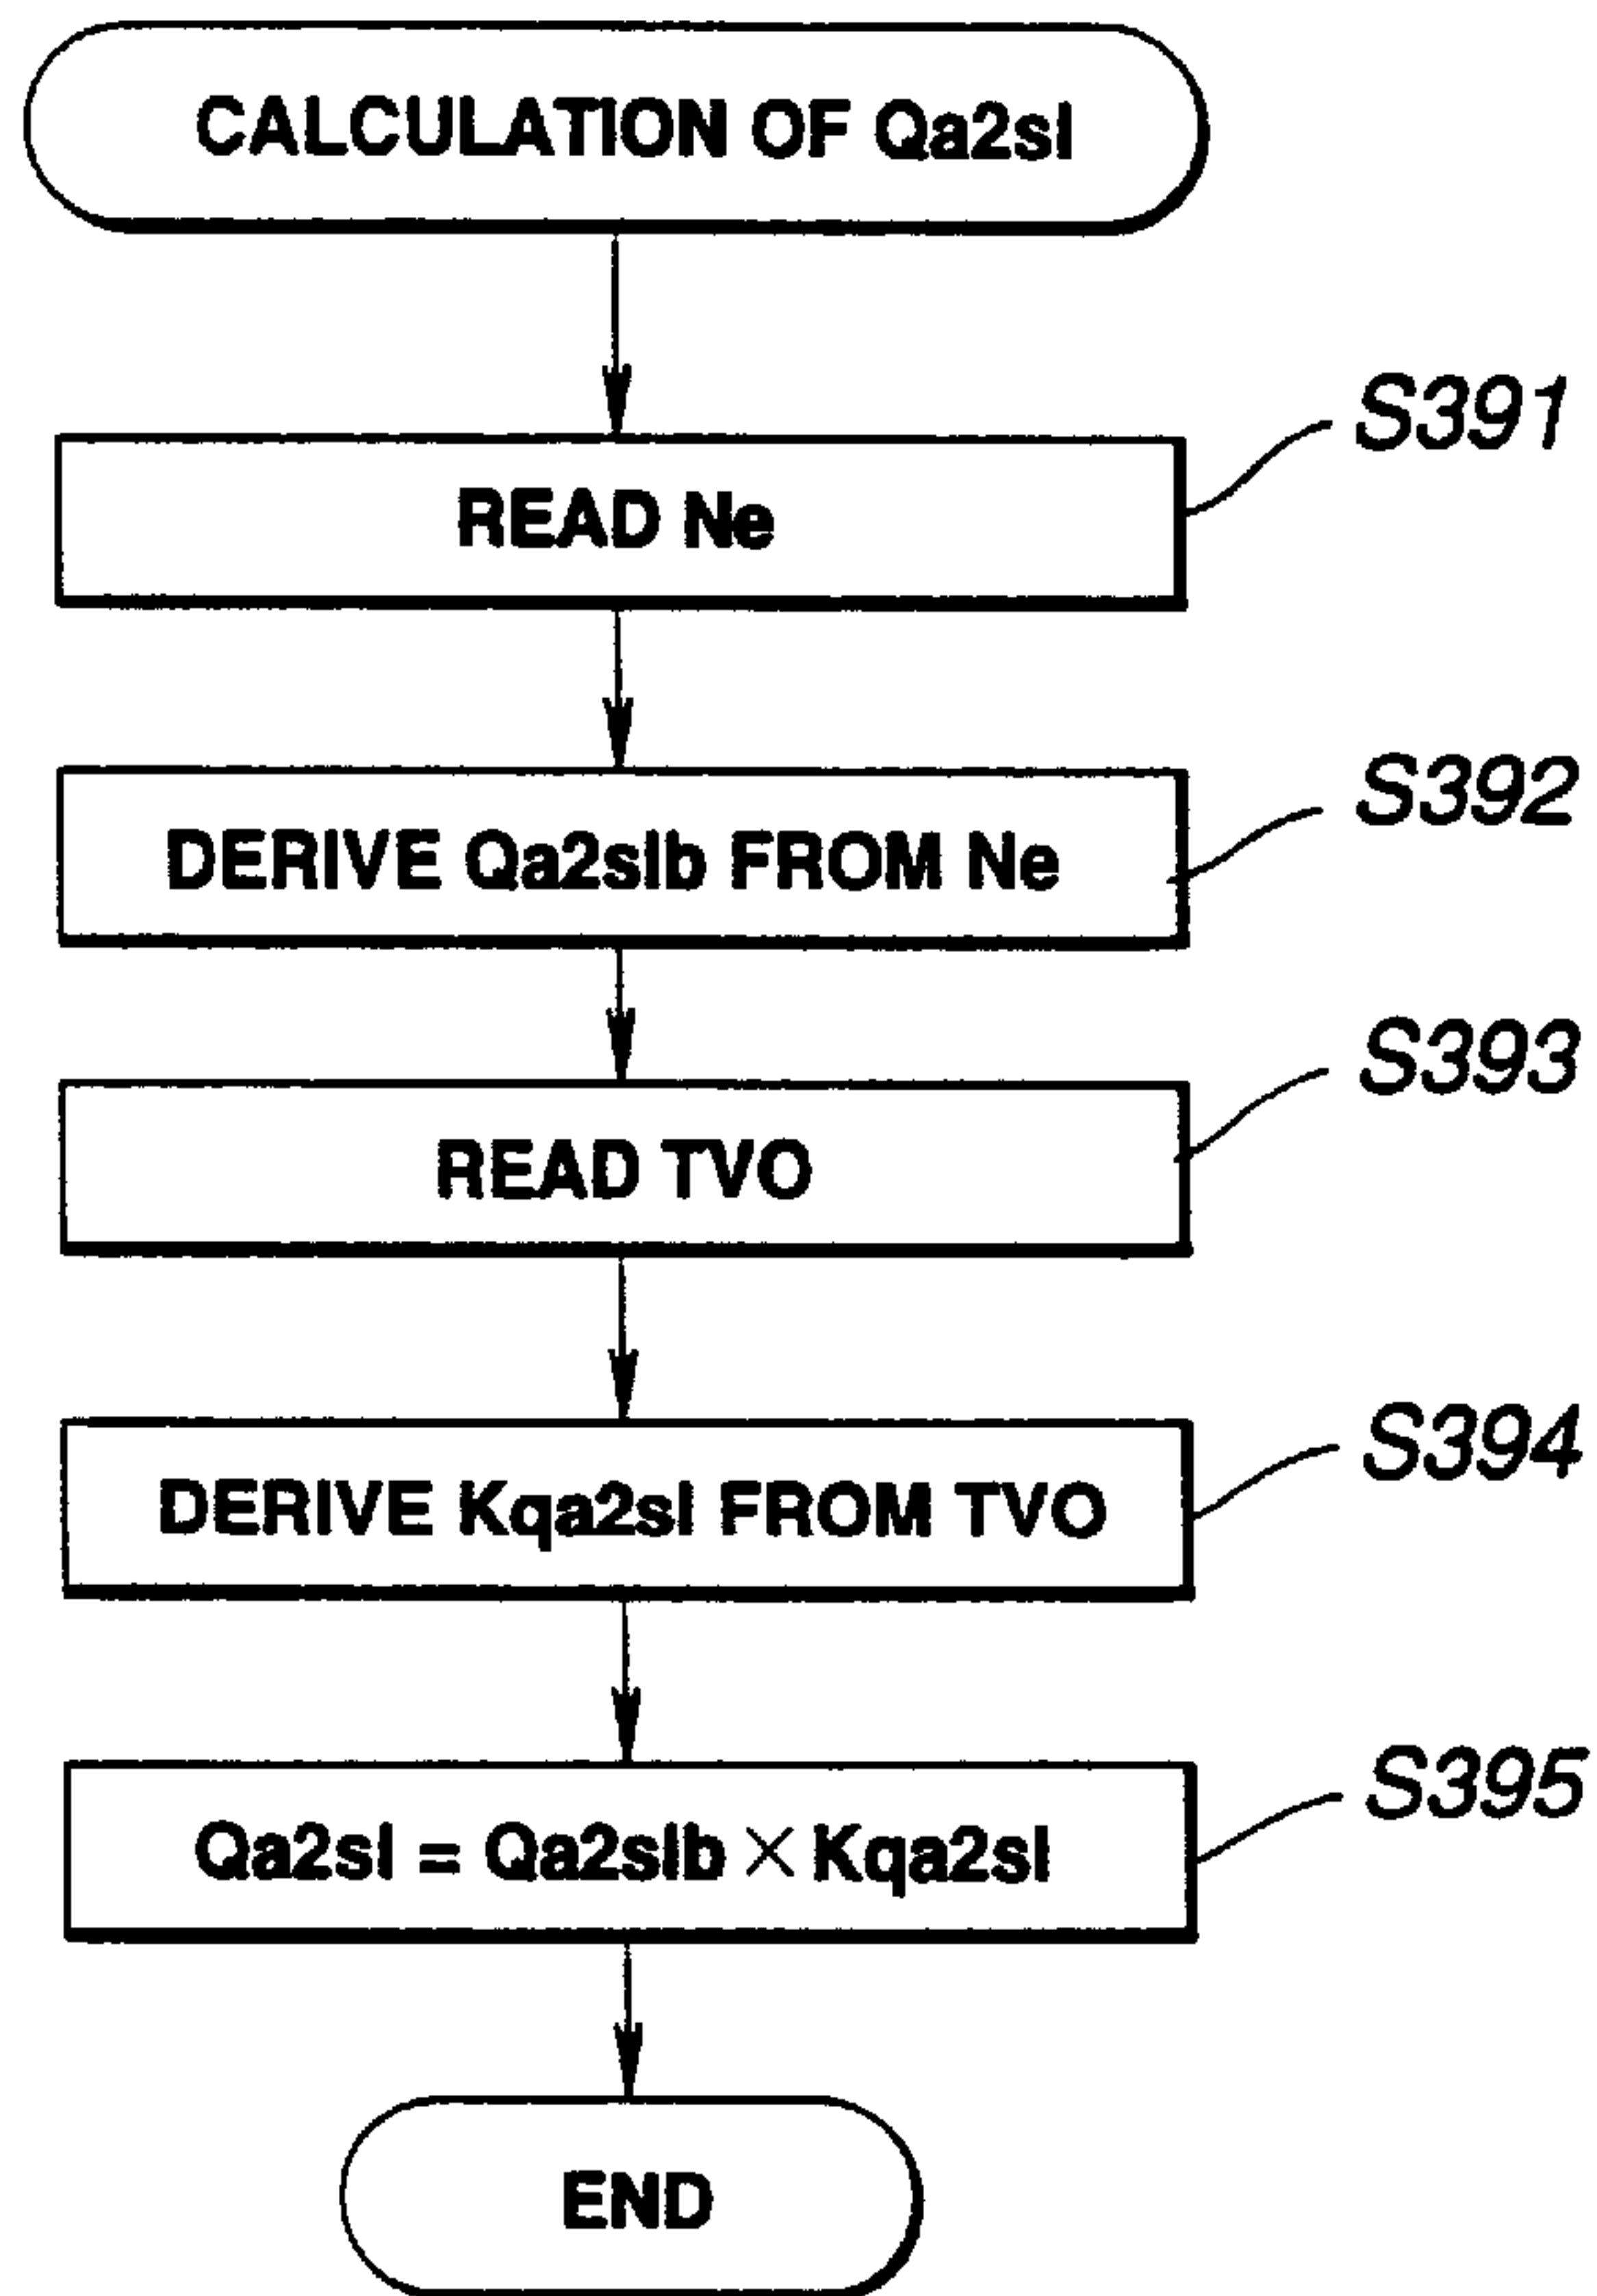 CALCULATION OF Qa2sl
S391
READ Ne
S392
DERIVE Qa2slb FROM Ne
S393
READ TVO
S394
DERIVE Kqa2sl FROM TVO
S395
Qa2sl = Qa2slb × Kqa2sl
END